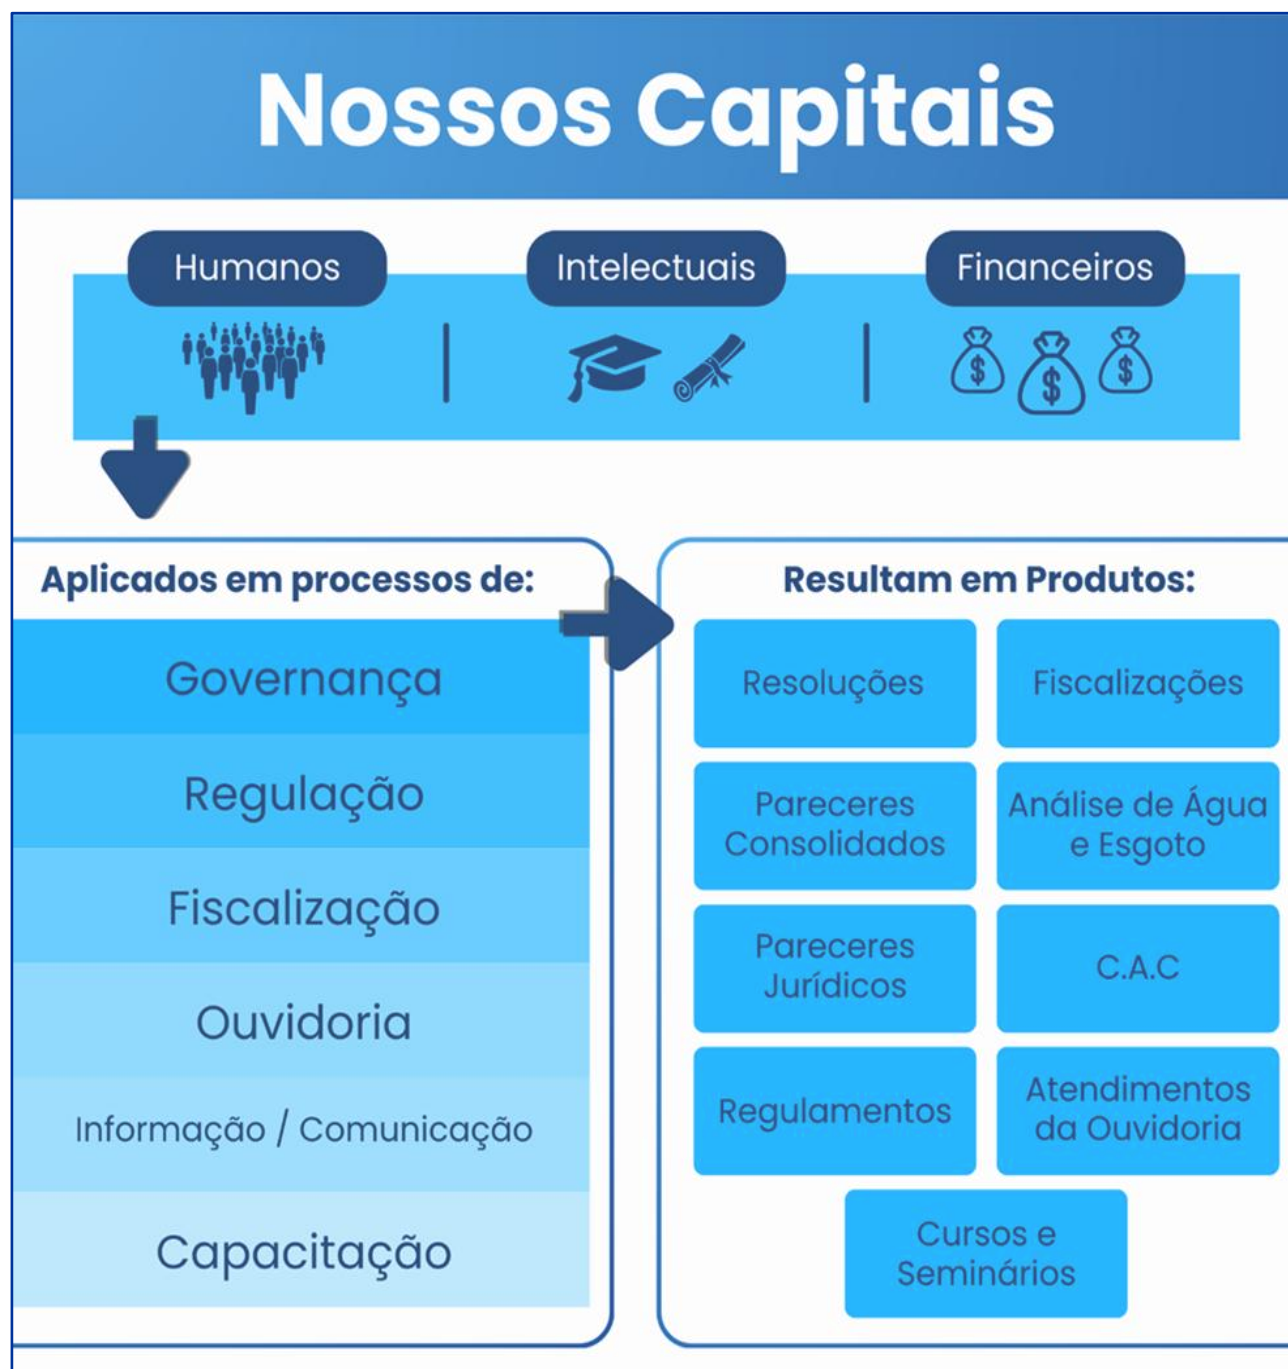 Nossos Capitais
Humanos
Intelectuais
Financeiros
$ $ $
Aplicados em processos de:
Governança
Regulação
Fiscalização
Ouvidoria
Informação / Comunicação
Capacitação
Resultam em Produtos:
Resoluções
Fiscalizações
Pareceres
Consolidados
Análise de Água
e Esgoto
Pareceres
Jurídicos
C.A.C
Regulamentos
Atendimentos
da Ouvidoria
Cursos e
Seminários